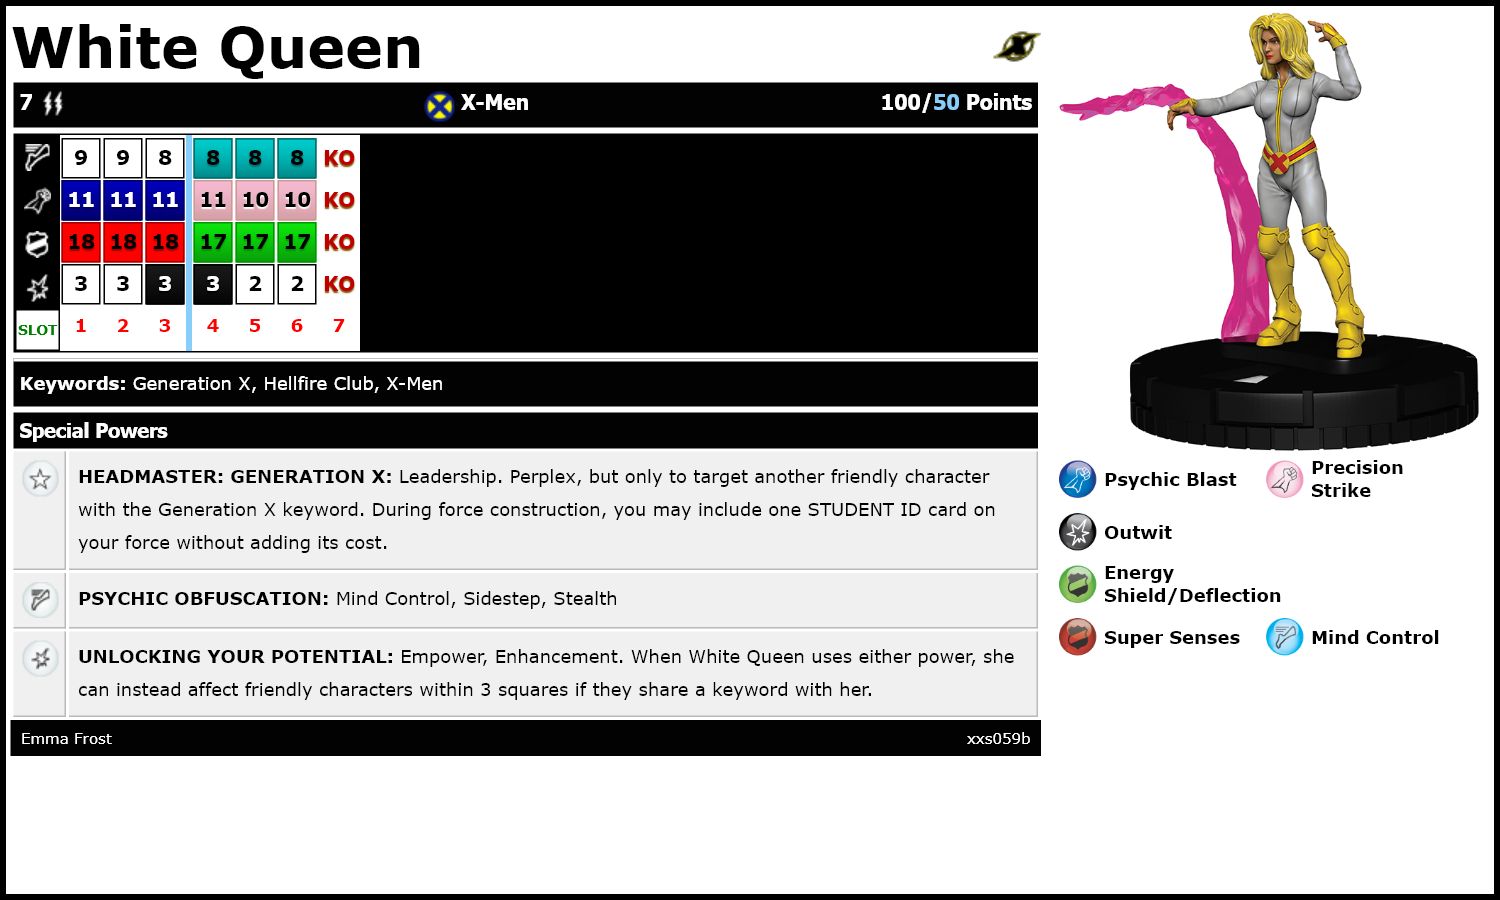 White Queen
7 X-Men 100/50 Points
9 9 8 8 8 8 KO
11 11 11 11 10 10 KO
18 18 18 17 17 17 KO
3 3 3 3 2 2 KO
SLOT 1 2 3 4 5 6 7
Keywords: Generation X, Hellfire Club, X-Men
Special Powers
HEADMASTER: GENERATION X: Leadership. Perplex, but only to target another friendly character
with the Generation X keyword. During force construction, you may include one STUDENT ID card on
your force without adding its cost.
PSYCHIC OBFUSCATION: Mind Control, Sidestep, Stealth
UNLOCKING YOUR POTENTIAL: Empower, Enhancement. When White Queen uses either power, she
can instead affect friendly characters within 3 squares if they share a keyword with her.
Emma Frost xxs059b
Psychic Blast
Precision
Strike
Outwit
Energy
Shield/Deflection
Super Senses
Mind Control